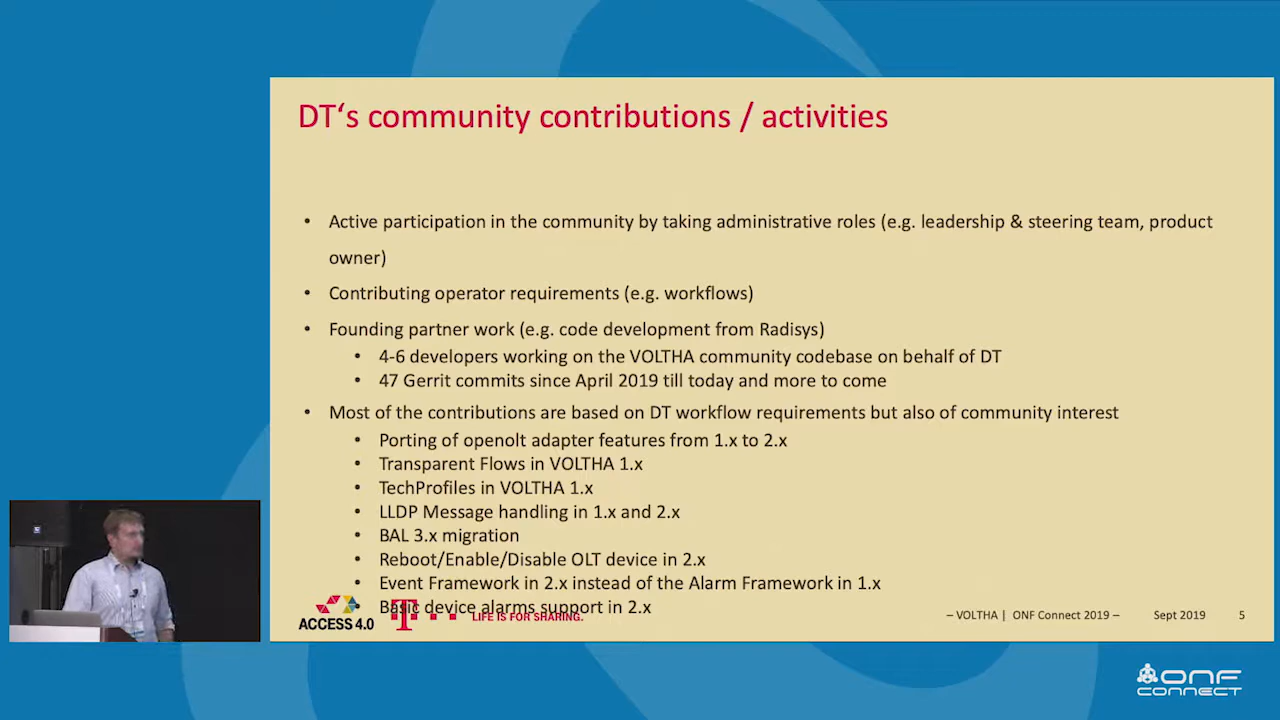 DT‘s community contributions / activities
• Active participation in the community by taking administrative roles (e.g. leadership & steering team, product
owner)
• Contributing operator requirements (e.g. workflows)
• Founding partner work (e.g. code development from Radisys)
• 4-6 developers working on the VOLTHA community codebase on behalf of DT
• 47 Gerrit commits since April 2019 till today and more to come
• Most of the contributions are based on DT workflow requirements but also of community interest
• Porting of openolt adapter features from 1.x to 2.x
• Transparent Flows in VOLTHA 1.x
• TechProfiles in VOLTHA 1.x
• LLDP Message handling in 1.x and 2.x
• BAL 3.x migration
• Reboot/Enable/Disable OLT device in 2.x
• Event Framework in 2.x instead of the Alarm Framework in 1.x
• Basic device alarms support in 2.x
ACCESS 4.0
T
LIFE IS FOR SHARING.
– VOLTHA | ONF Connect 2019 –
Sept 2019
5
ONF
CONNECT